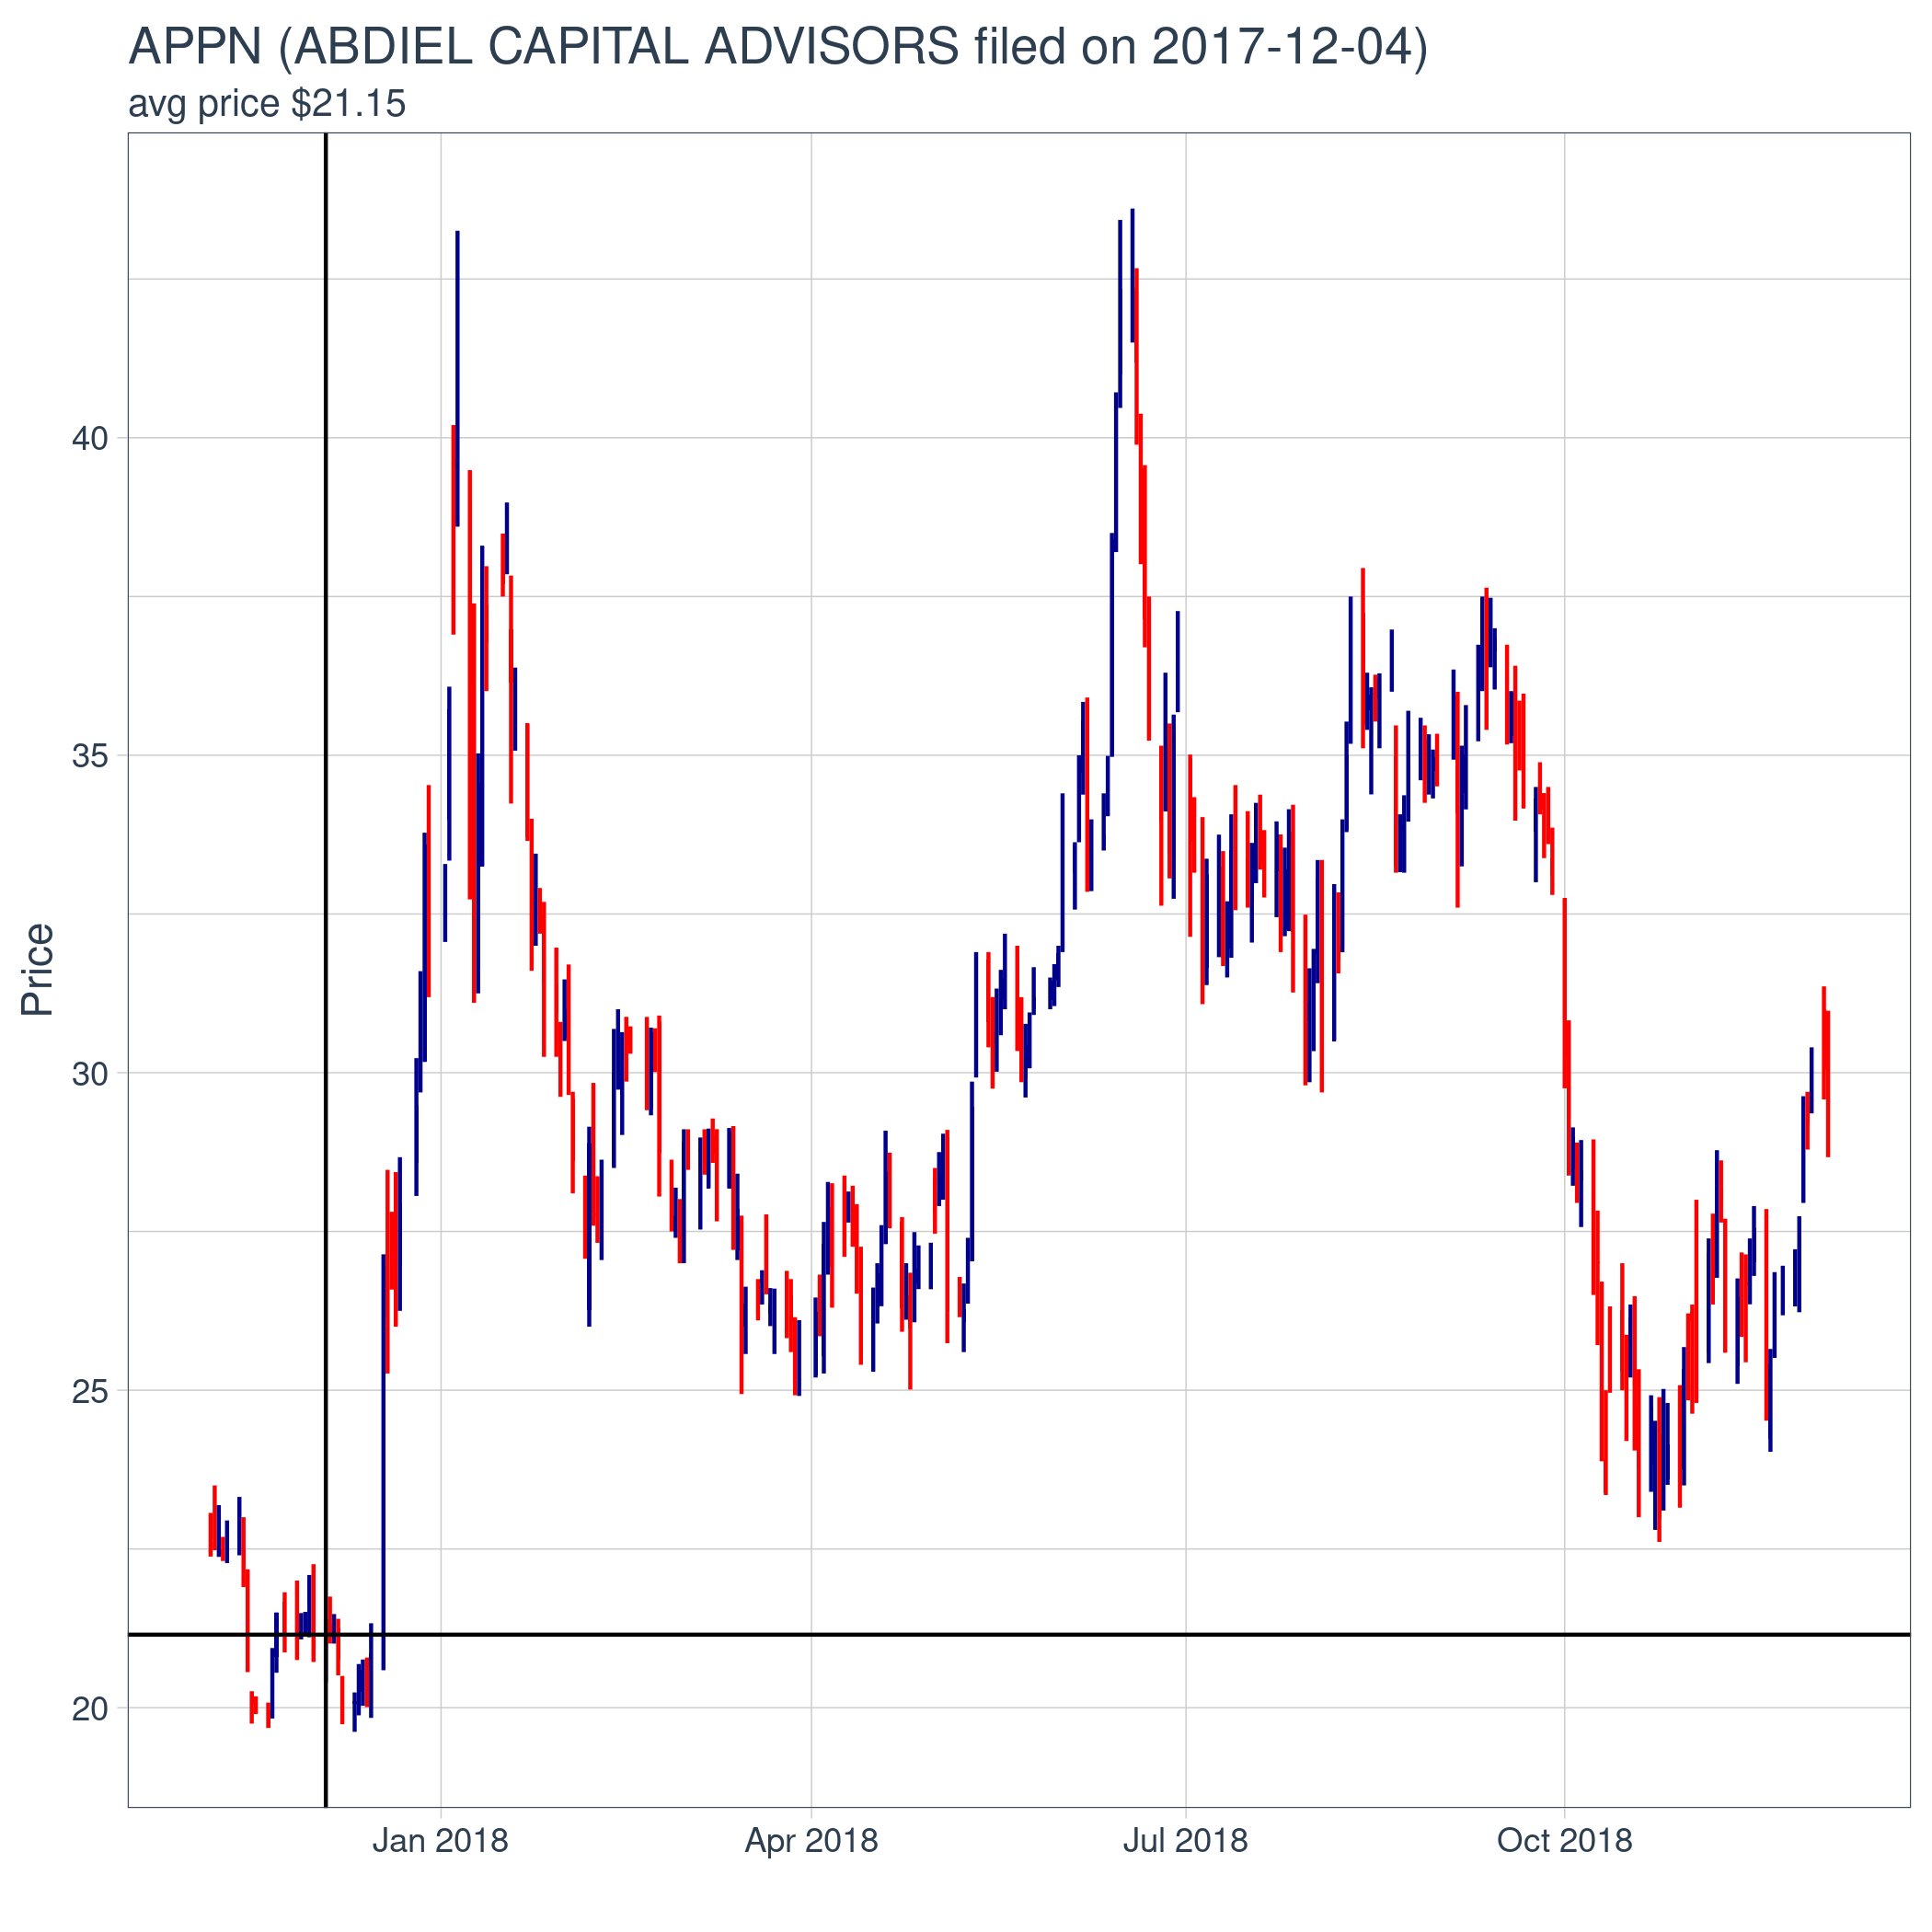 APPN (ABDIEL CAPITAL ADVISORS filed on 2017-12-04)
avg price $21.15
Price
40
35
30
25
20
Jan 2018
Apr 2018
Jul 2018
Oct 2018